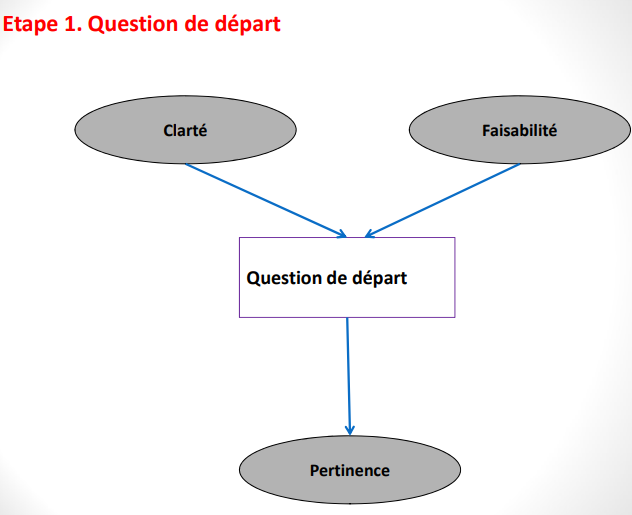 Etape 1. Question de départ
Clarté
Faisabilité
Question de départ
Pertinence